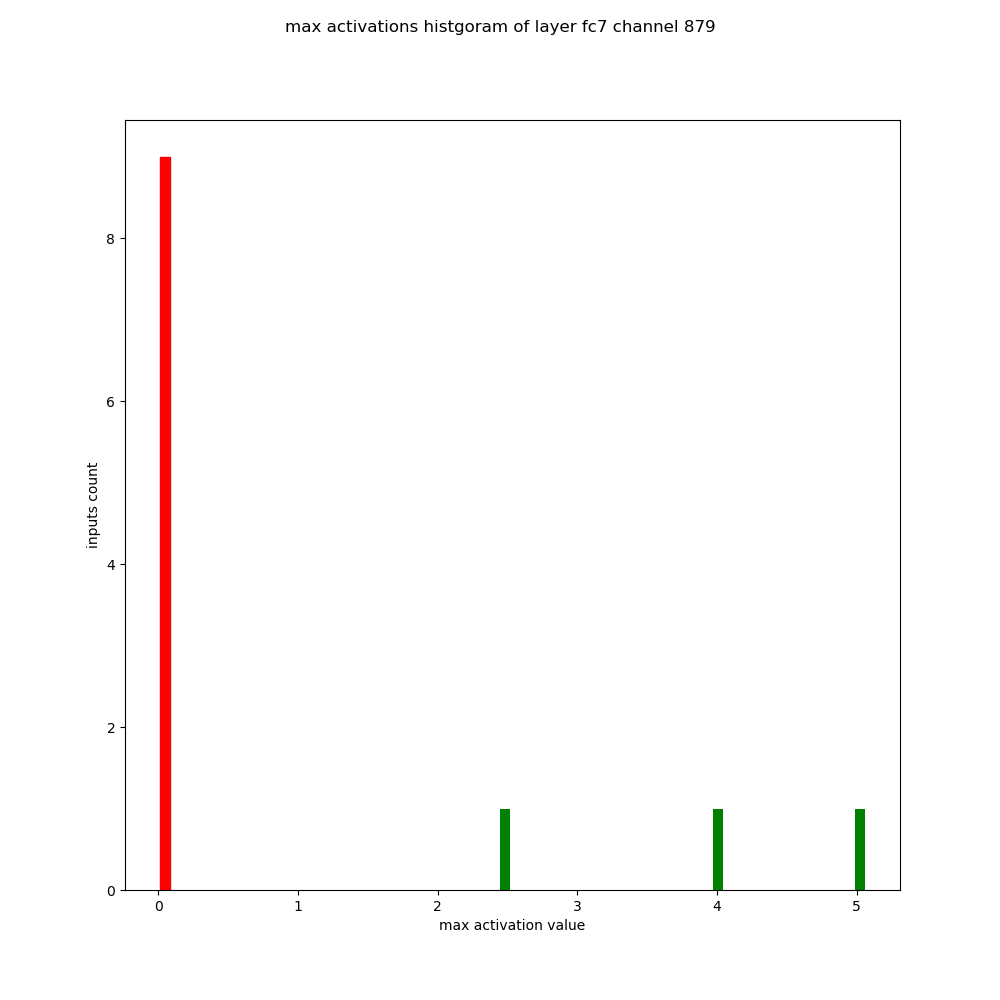 max activations histgoram of layer fc7 channel 879
8
6
4
2
0
inputs count
0 1 2 3 4 5
max activation value